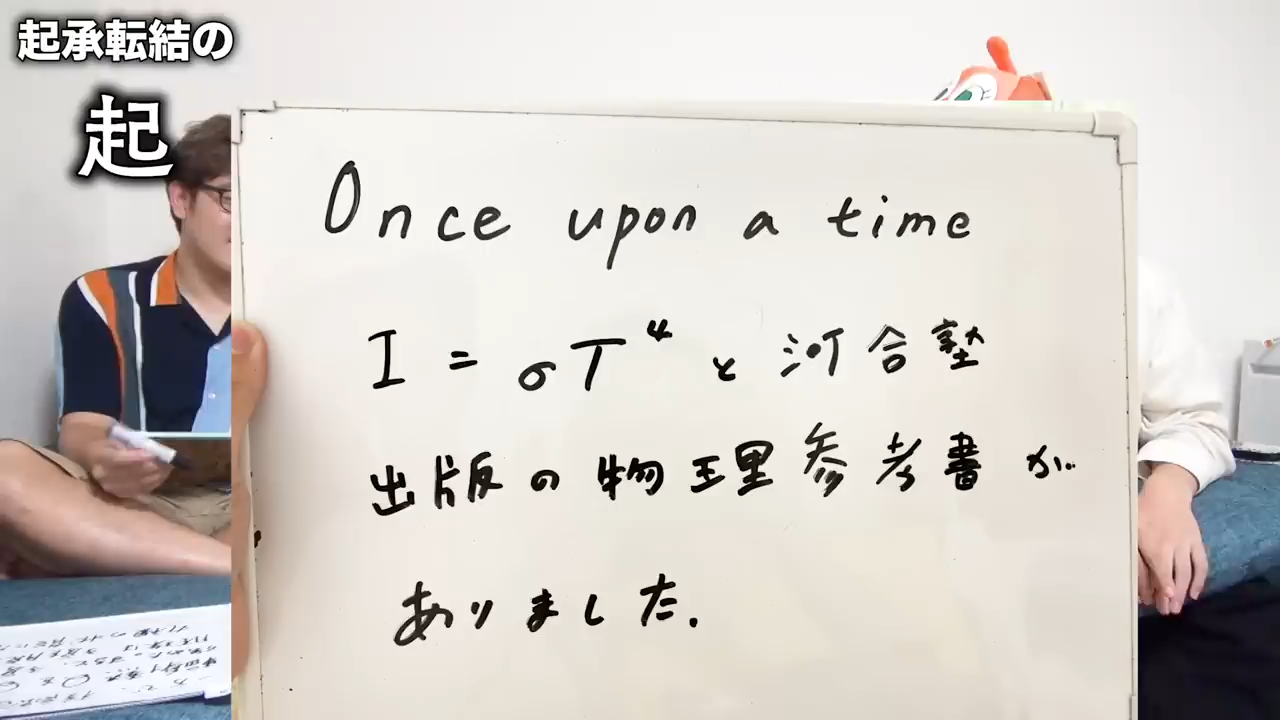 起承転結の
起
Once upon a time
I = σT⁴ と 河合塾
出版の物理参考書が
ありました.